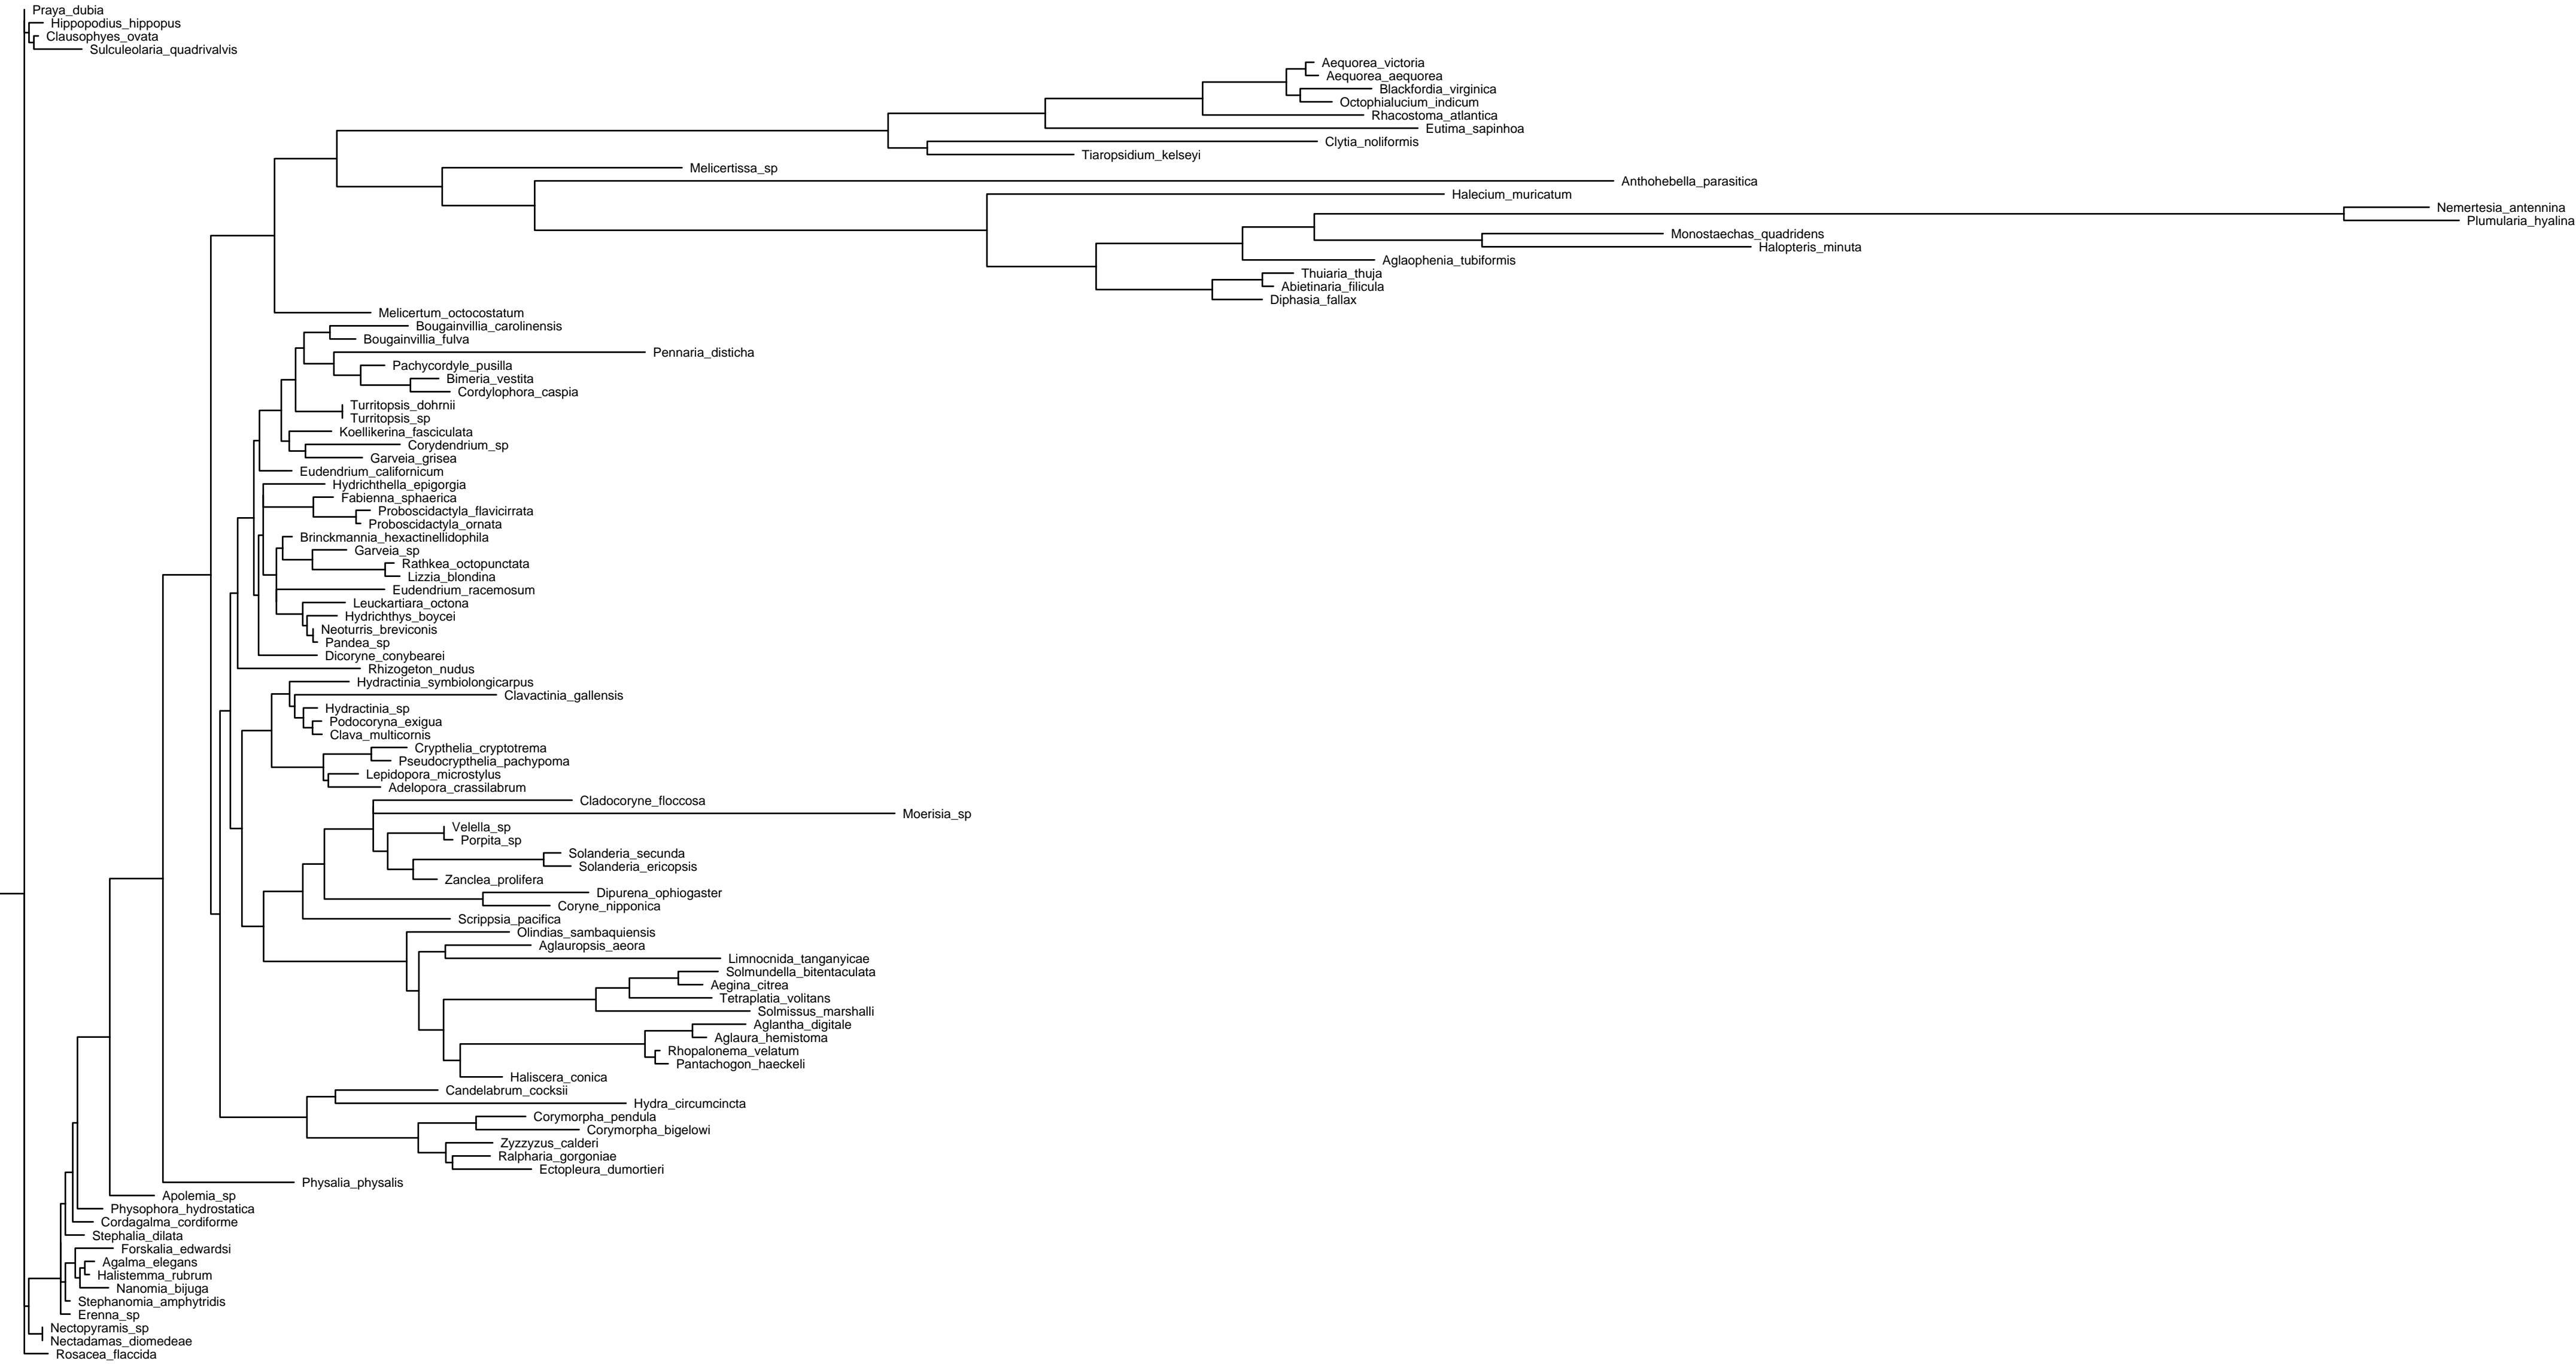 Praya_dubia
Hippopodius_hippopus
Clausophyes_ovata
Sulculeolaria_quadrivalvis
Aequorea_victoria
Aequorea_aequorea
Blackfordia_virginica
Octophialucium_indicum
Rhacostoma_atlantica
Eutima_sapinhoa
Clytia_noliformis
Tiaropsidium_kelseyi
Melicertissa_sp
Anthohebella_parasitica
Halecium_muricatum
Nemertesia_antennina
Plumularia_hyalina
Monostaechas_quadridens
Halopteris_minuta
Aglaophenia_tubiformis
Thuiaria_thuja
Abietinaria_filicula
Diphasia_fallax
Melicertum_octocostatum
Bougainvillia_carolinensis
Bougainvillia_fulva
Pennaria_disticha
Pachycordyle_pusilla
Bimeria_vestita
Cordylophora_caspia
Turritopsis_dohrnii
Turritopsis_sp
Koellikerina_fasciculata
Corydendrium_sp
Garveia_grisea
Eudendrium_californicum
Hydrichthella_epigorgia
Fabienna_sphaerica
Proboscidactyla_flavicirrata
Proboscidactyla_ornata
Brinckmannia_hexactinellidophila
Garveia_sp
Rathkea_octopunctata
Lizzia_blondina
Eudendrium_racemosum
Leuckartiara_octona
Hydrichthys_boycei
Neoturris_breviconis
Pandea_sp
Dicoryne_conybearei
Rhizogeton_nudus
Hydractinia_symbiolongicarpus
Clavactinia_gallensis
Hydractinia_sp
Podocoryna_exigua
Clava_multicornis
Crypthelia_cryptotrema
Pseudocrypthelia_pachypoma
Lepidopora_microstylus
Adelopora_crassilabrum
Cladocoryne_floccosa
Moerisia_sp
Velella_sp
Porpita_sp
Solanderia_secunda
Solanderia_ericopsis
Zanclea_prolifera
Dipurena_ophiogaster
Coryne_nipponica
Scrippsia_pacifica
Olindias_sambaquiensis
Aglauropsis_aeora
Limnocnida_tanganyicae
Solmundella_bitentaculata
Aegina_citrea
Tetraplatia_volitans
Solmissus_marshalli
Aglantha_digitale
Aglaura_hemistoma
Rhopalonema_velatum
Pantachogon_haeckeli
Haliscera_conica
Candelabrum_cocksii
Hydra_circumcincta
Corymorpha_pendula
Corymorpha_bigelowi
Zyzzyzus_calderi
Ralpharia_gorgoniae
Ectopleura_dumortieri
Physalia_physalis
Apolemia_sp
Physophora_hydrostatica
Cordagalma_cordiforme
Stephalia_dilata
Forskalia_edwardsi
Agalma_elegans
Halistemma_rubrum
Nanomia_bijuga
Stephanomia_amphytridis
Erenna_sp
Nectopyramis_sp
Nectadamas_diomedeae
Rosacea_flaccida